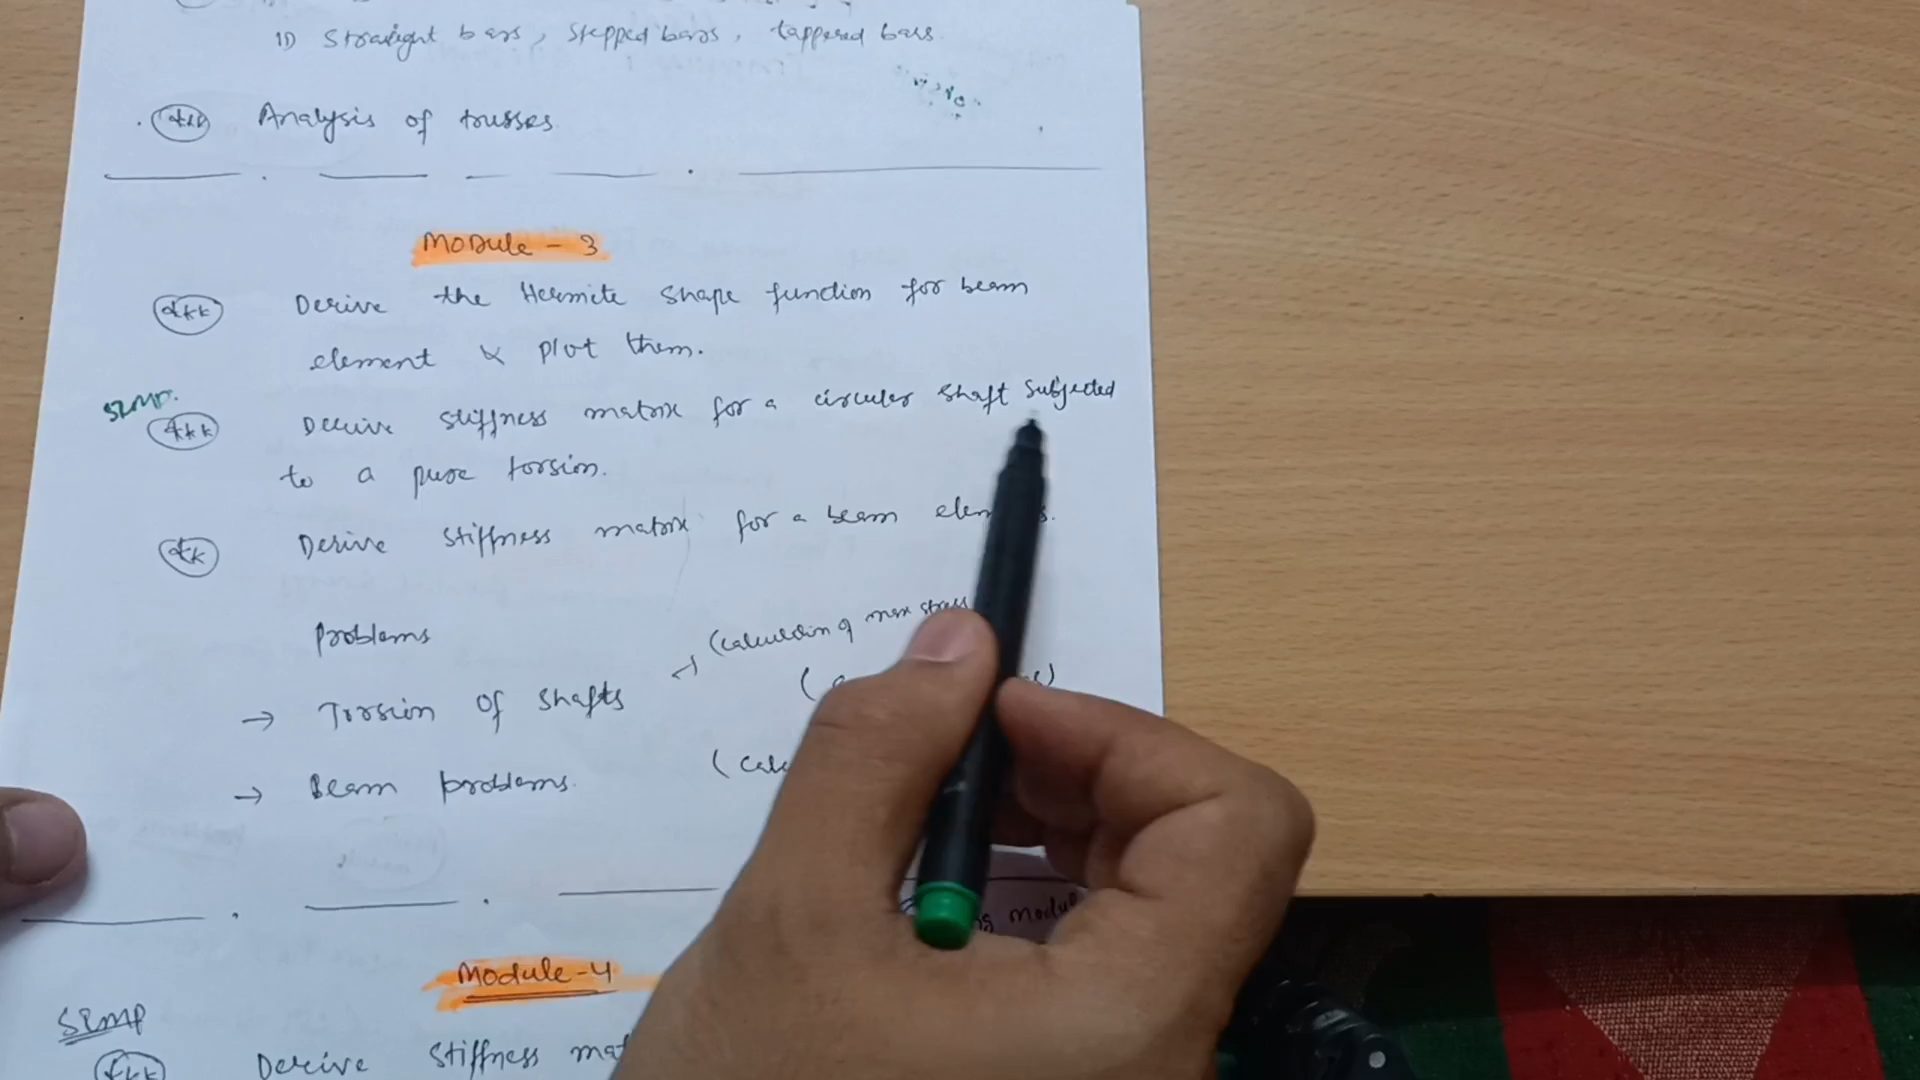 1) Straight bars, Stepped bars, tappered bars.
Analysis of trusses
Module - 3
Derive the Hermite shape function for beam
element & plot them.
SIMP.
Derive stiffness matrix for a circular shaft subjected
to a pure torsion.
Derive stiffness matrix for a beam
Problems
→ Torsion of shafts
(calculation of max stress
→ Beam problems.
Module-4
SIMP
Derive stiffness